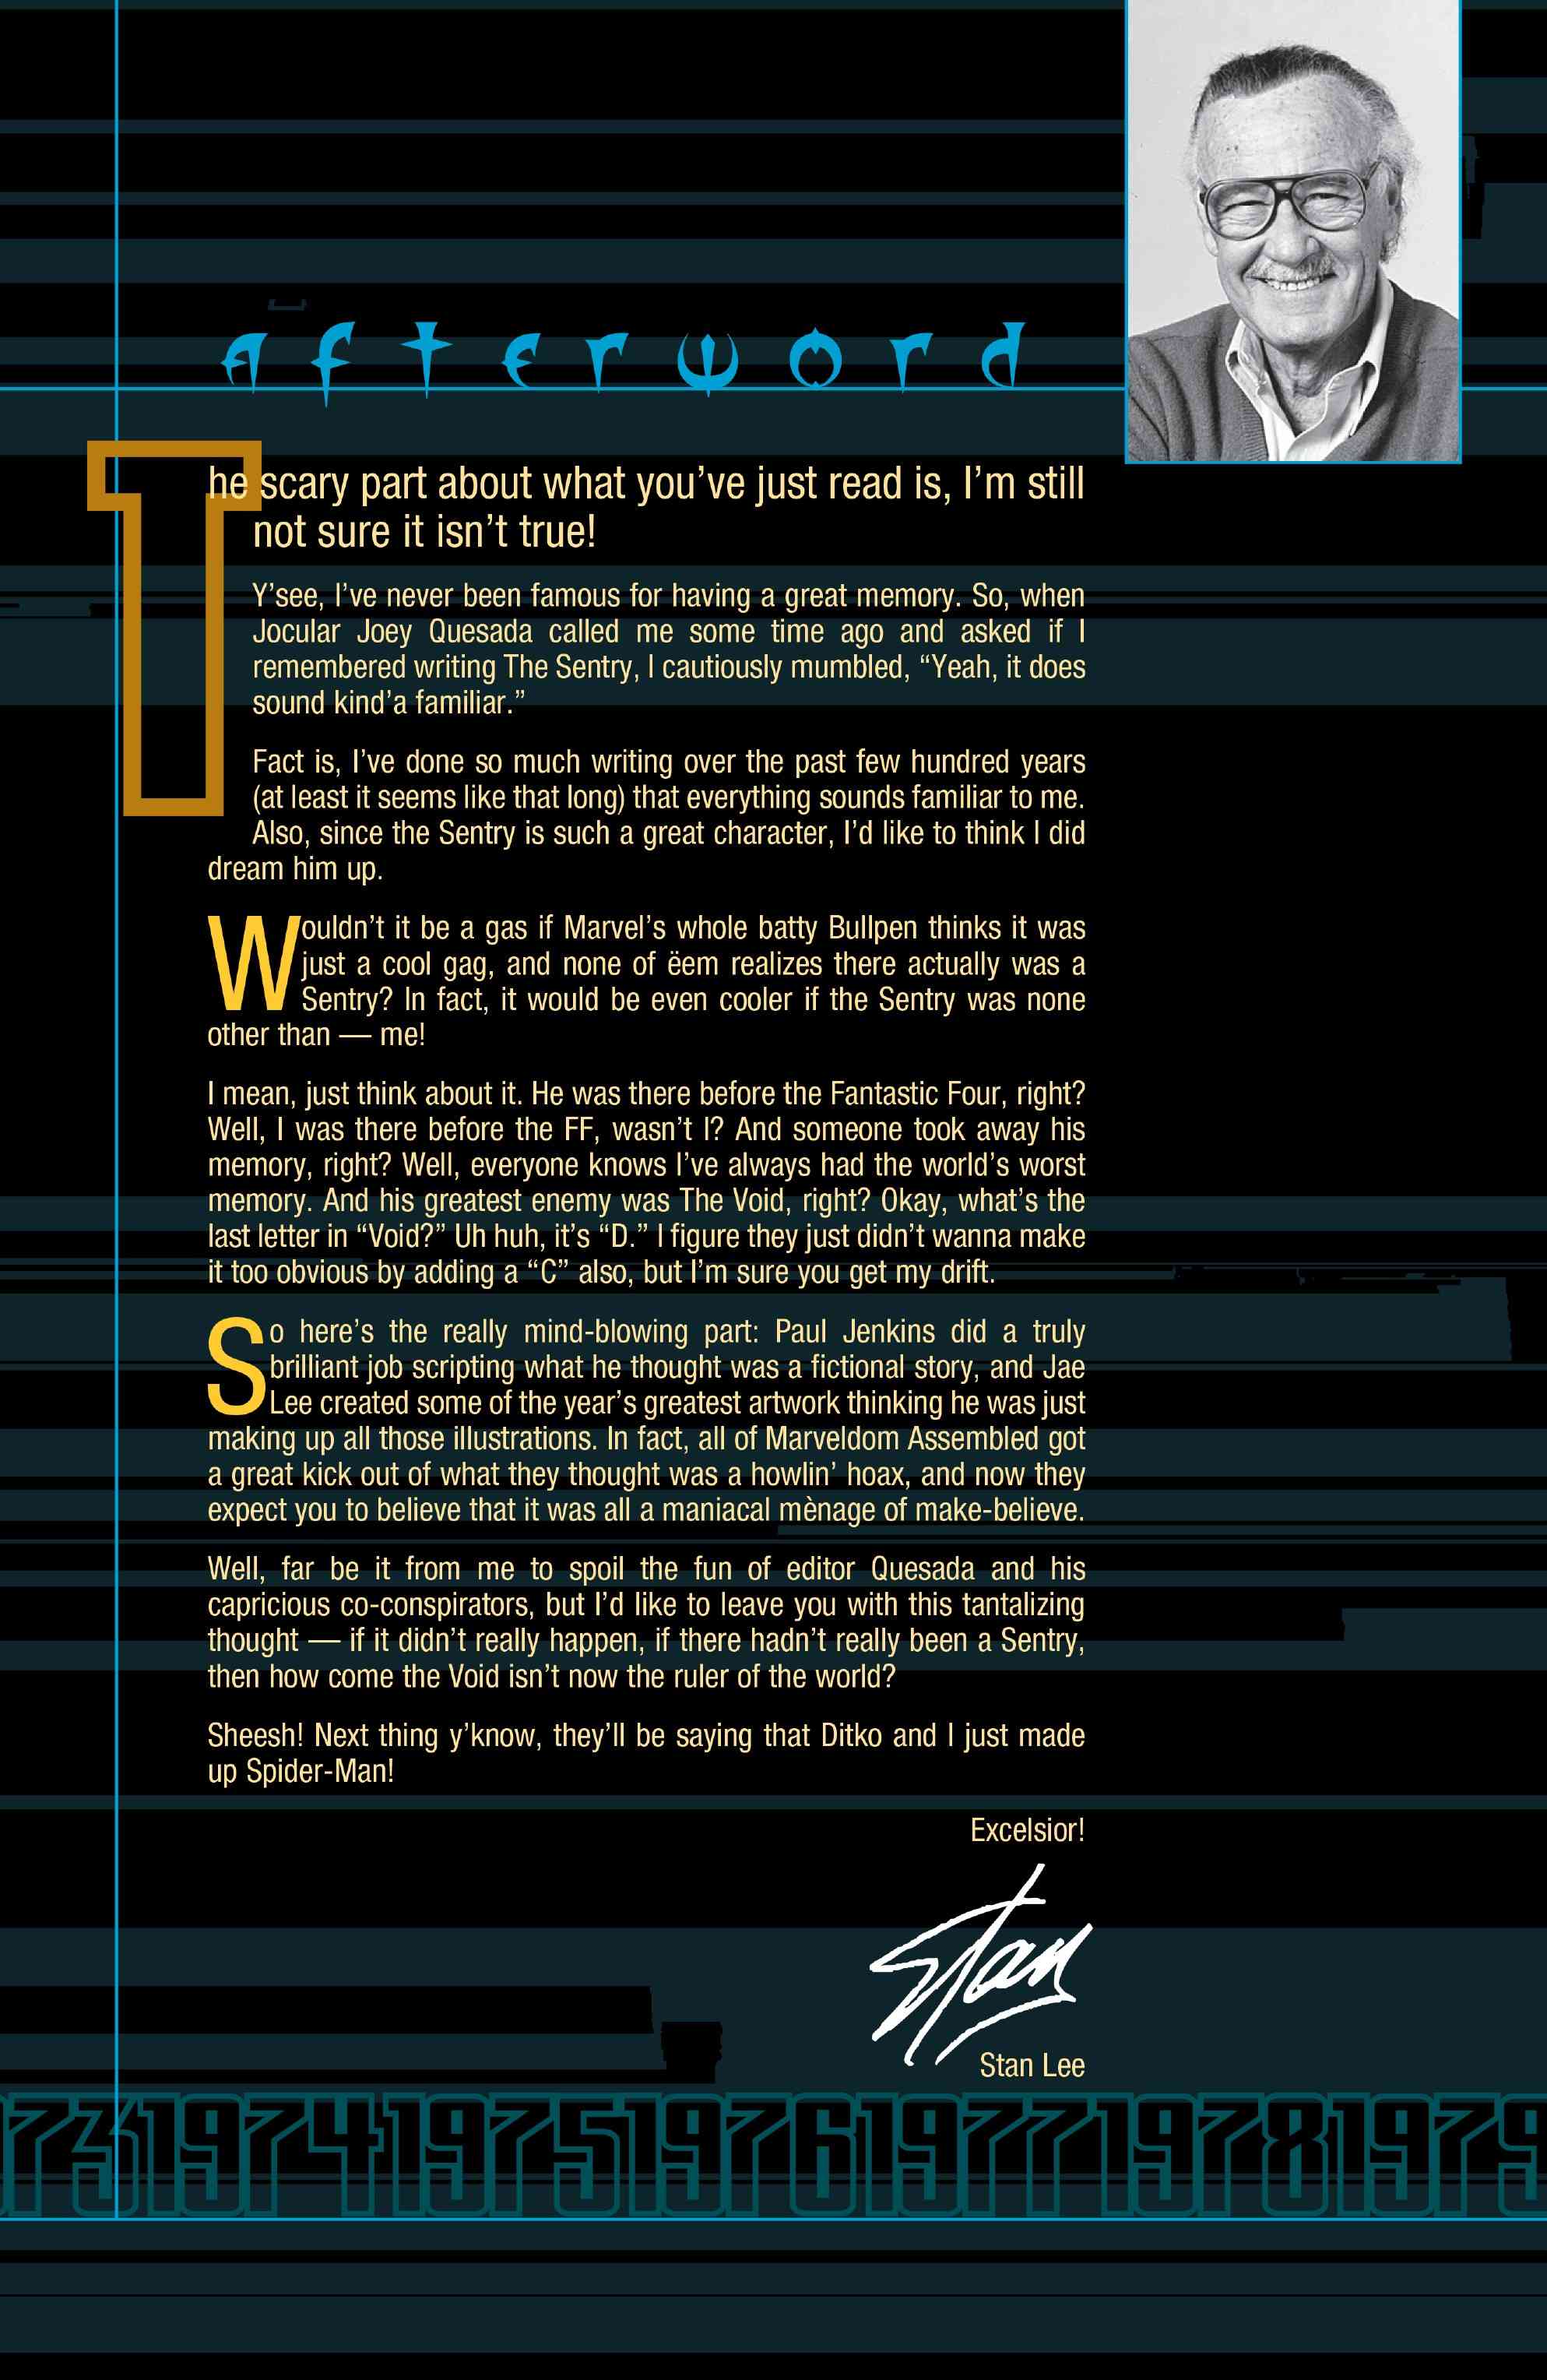 afterword
The scary part about what you’ve just read is, I’m still
not sure it isn’t true!
Y’see, I’ve never been famous for having a great memory. So, when
Jocular Joey Quesada called me some time ago and asked if I
remembered writing The Sentry, I cautiously mumbled, “Yeah, it does
sound kind’a familiar.”
Fact is, I’ve done so much writing over the past few hundred years
(at least it seems like that long) that everything sounds familiar to me.
Also, since the Sentry is such a great character, I’d like to think I did
dream him up.
Wouldn’t it be a gas if Marvel’s whole batty Bullpen thinks it was
just a cool gag, and none of ëem realizes there actually was a
Sentry? In fact, it would be even cooler if the Sentry was none
other than — me!
I mean, just think about it. He was there before the Fantastic Four, right?
Well, I was there before the FF, wasn’t I? And someone took away his
memory, right? Well, everyone knows I’ve always had the world’s worst
memory. And his greatest enemy was The Void, right? Okay, what’s the
last letter in “Void?” Uh huh, it’s “D.” I figure they just didn’t wanna make
it too obvious by adding a “C” also, but I’m sure you get my drift.
So here’s the really mind-blowing part: Paul Jenkins did a truly
brilliant job scripting what he thought was a fictional story, and Jae
Lee created some of the year’s greatest artwork thinking he was just
making up all those illustrations. In fact, all of Marveldom Assembled got
a great kick out of what they thought was a howlin’ hoax, and now they
expect you to believe that it was all a maniacal mènage of make-believe.
Well, far be it from me to spoil the fun of editor Quesada and his
capricious co-conspirators, but I’d like to leave you with this tantalizing
thought — if it didn’t really happen, if there hadn’t really been a Sentry,
then how come the Void isn’t now the ruler of the world?
Sheesh! Next thing y’know, they’ll be saying that Ditko and I just made
up Spider-Man!
Excelsior!
Stan
Stan Lee
73197419751976197719781979